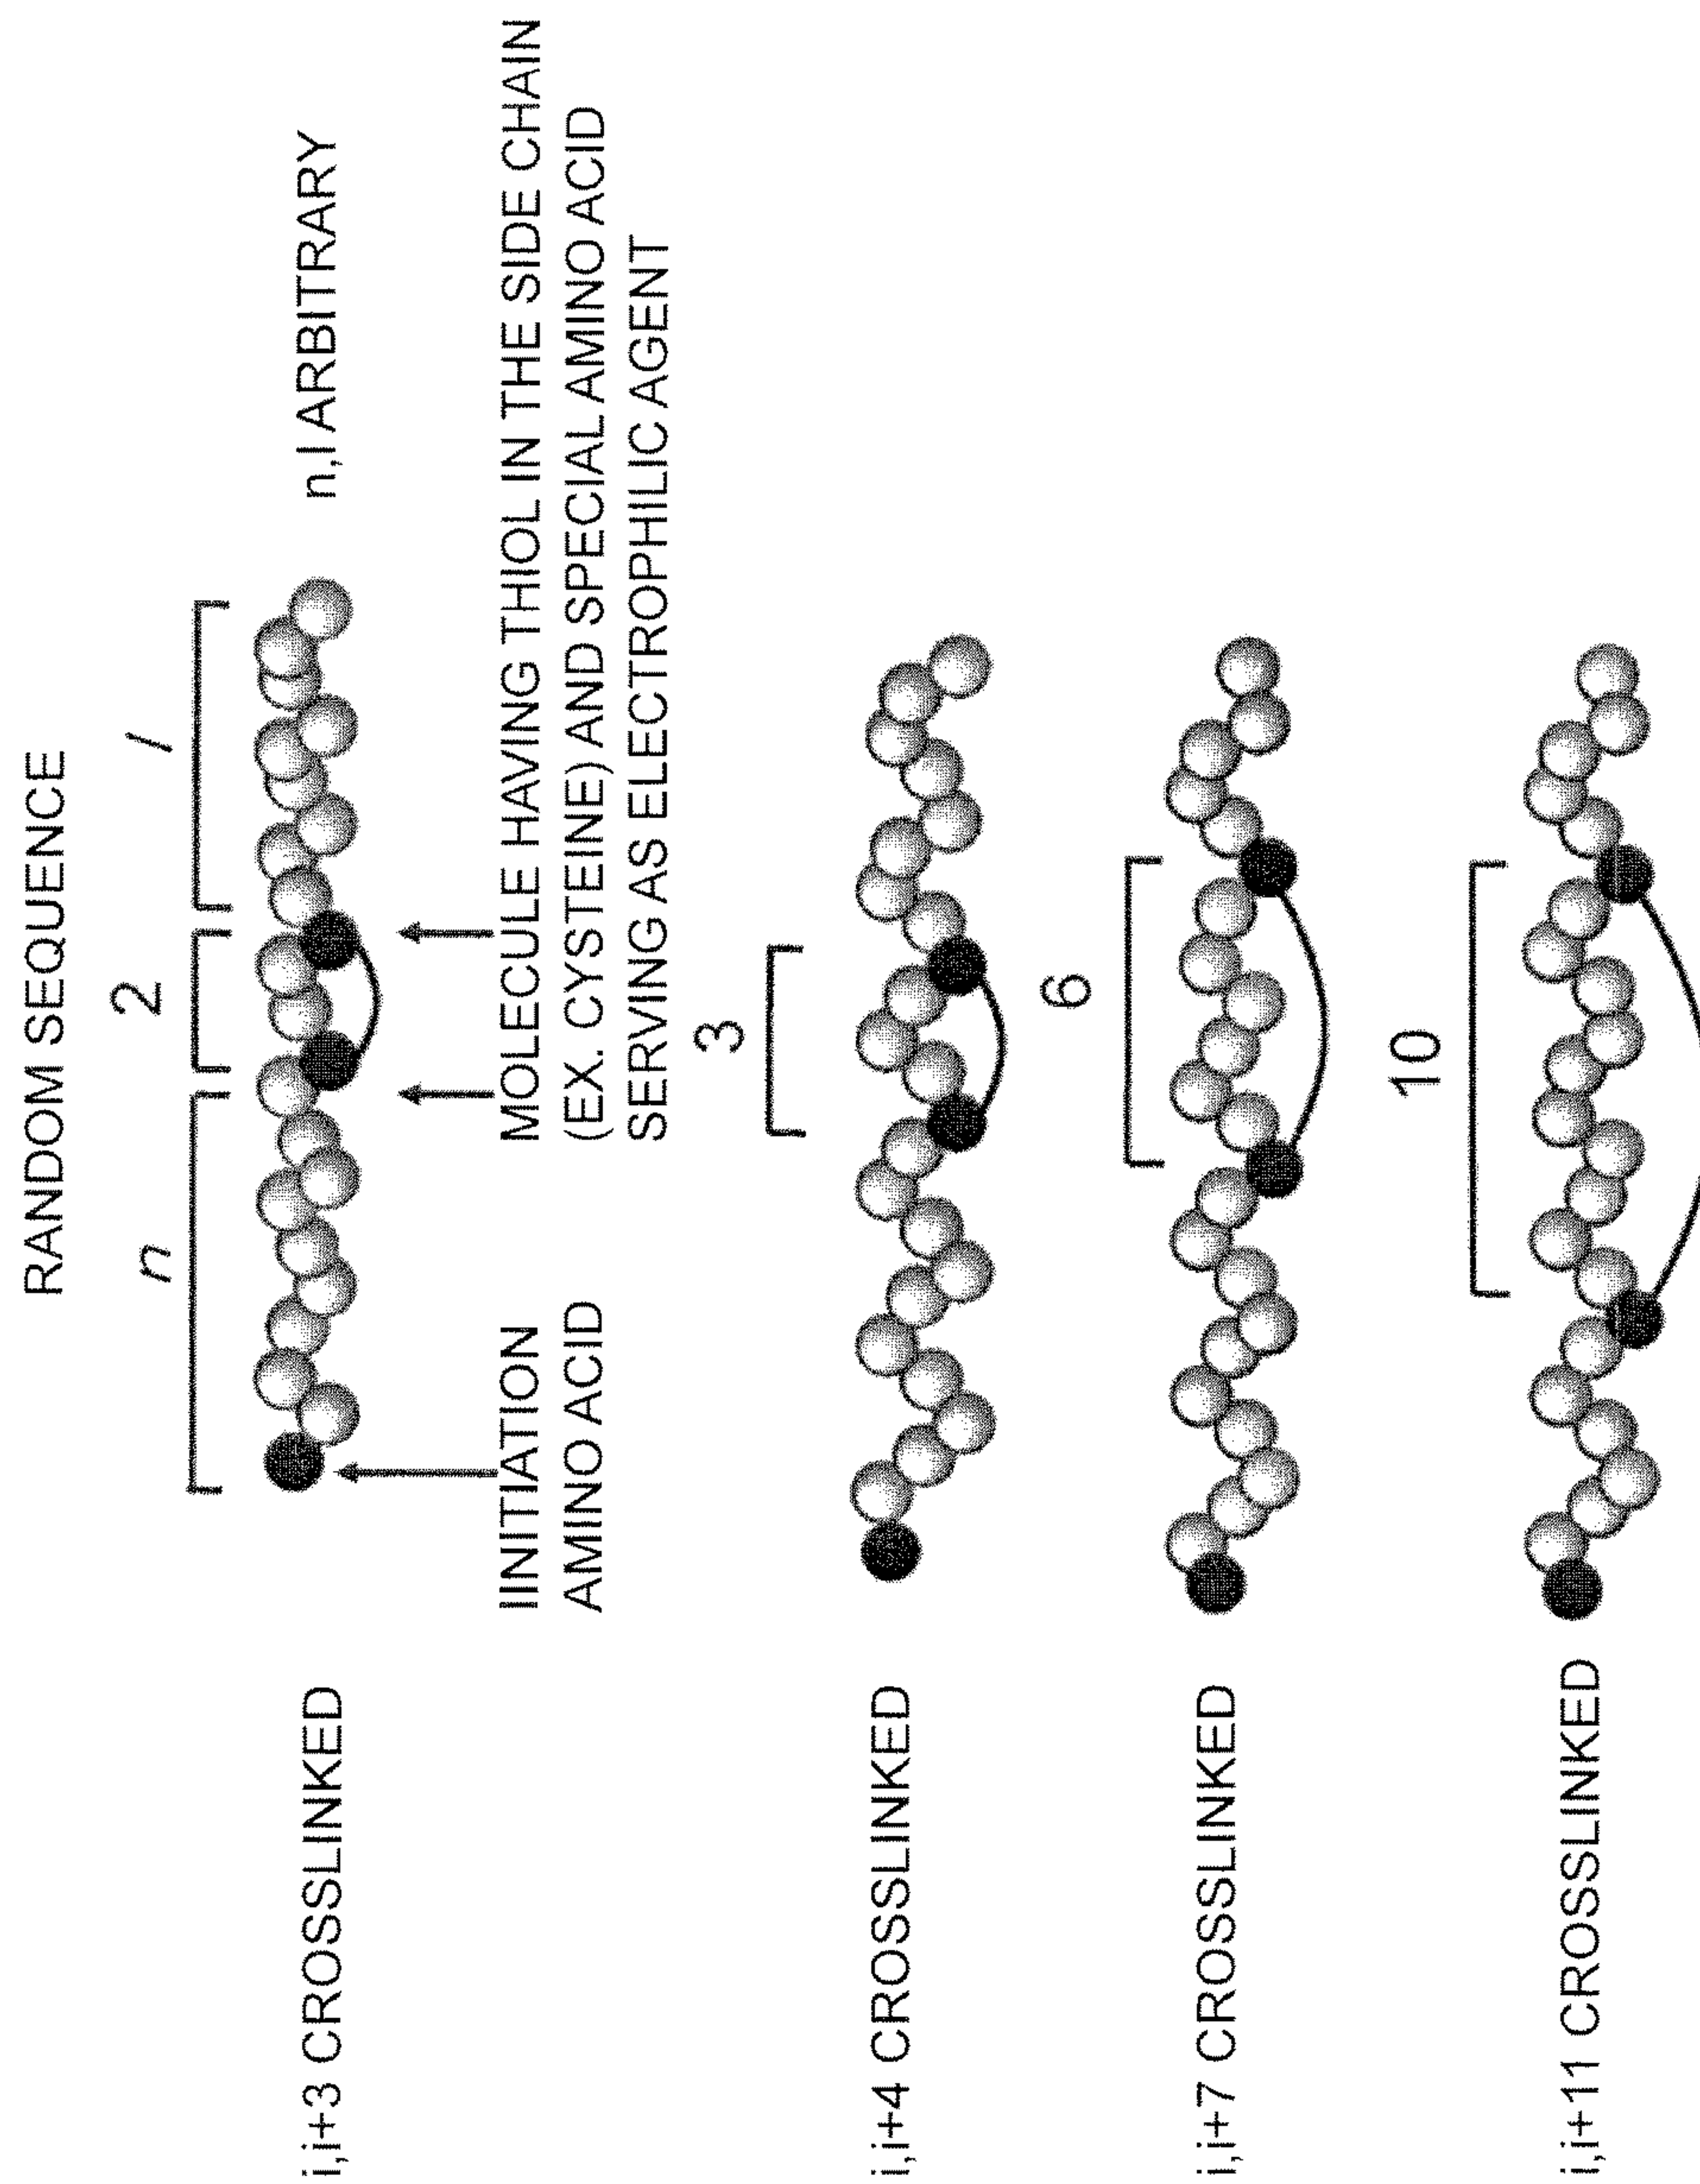 RANDOM SEQUENCE
n 2 l
i,i+3 CROSSLINKED
n,l ARBITRARY
IINITIATION
AMINO ACID
MOLECULE HAVING THIOL IN THE SIDE CHAIN
(EX. CYSTEINE) AND SPECIAL AMINO ACID
SERVING AS ELECTROPHILIC AGENT
3
i,i+4 CROSSLINKED
6
i,i+7 CROSSLINKED
10
i,i+11 CROSSLINKED